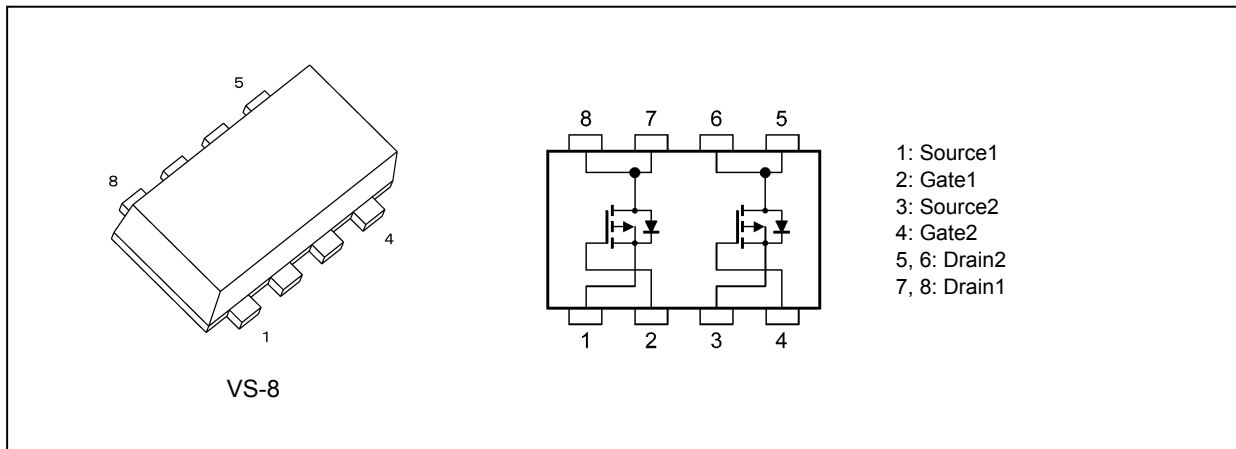 5
8
4
1
VS-8
8 7 6 5
1 2 3 4
1: Source1
2: Gate1
3: Source2
4: Gate2
5, 6: Drain2
7, 8: Drain1